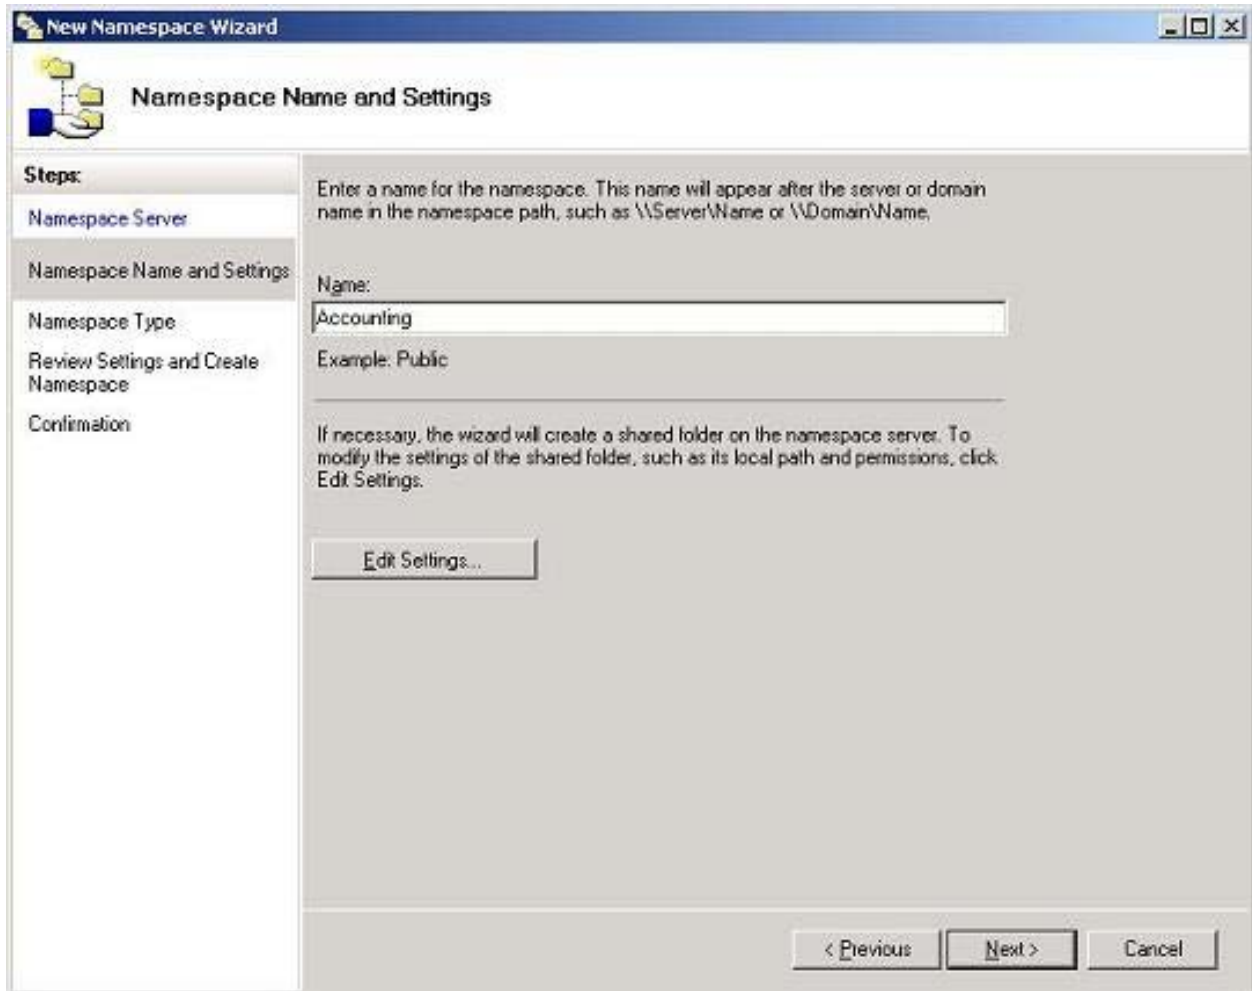 New Namespace Wizard
Namespace Name and Settings
Steps:
Namespace Server
Namespace Name and Settings
Namespace Type
Review Settings and Create
Namespace
Confirmation
Enter a name for the namespace. This name will appear after the server or domain
name in the namespace path, such as \\Server\Name or \\Domain\Name.
Name:
Accounting
Example: Public
If necessary, the wizard will create a shared folder on the namespace server. To
modify the settings of the shared folder, such as its local path and permissions, click
Edit Settings.
Edit Settings...
< Previous
Next >
Cancel